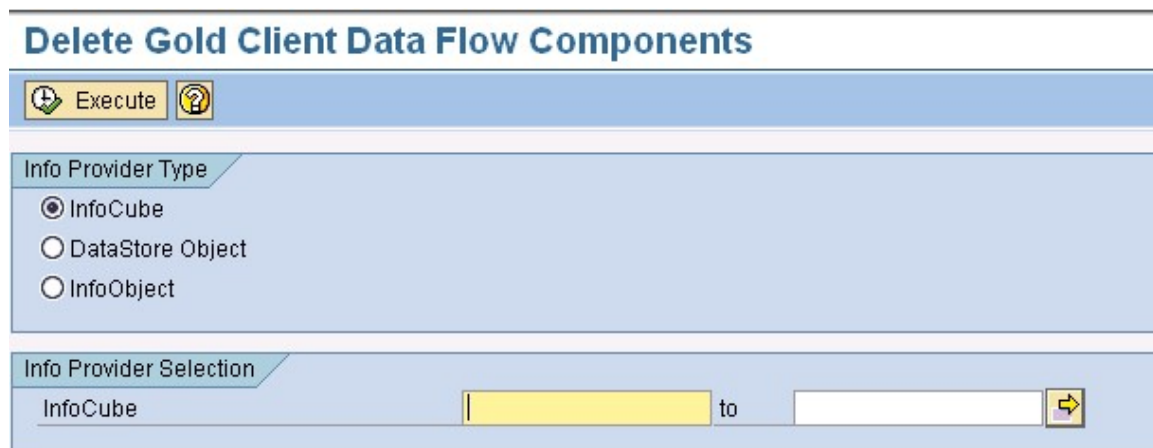 Delete Gold Client Data Flow Components
Execute
Info Provider Type
InfoCube
DataStore Object
InfoObject
Info Provider Selection
InfoCube to